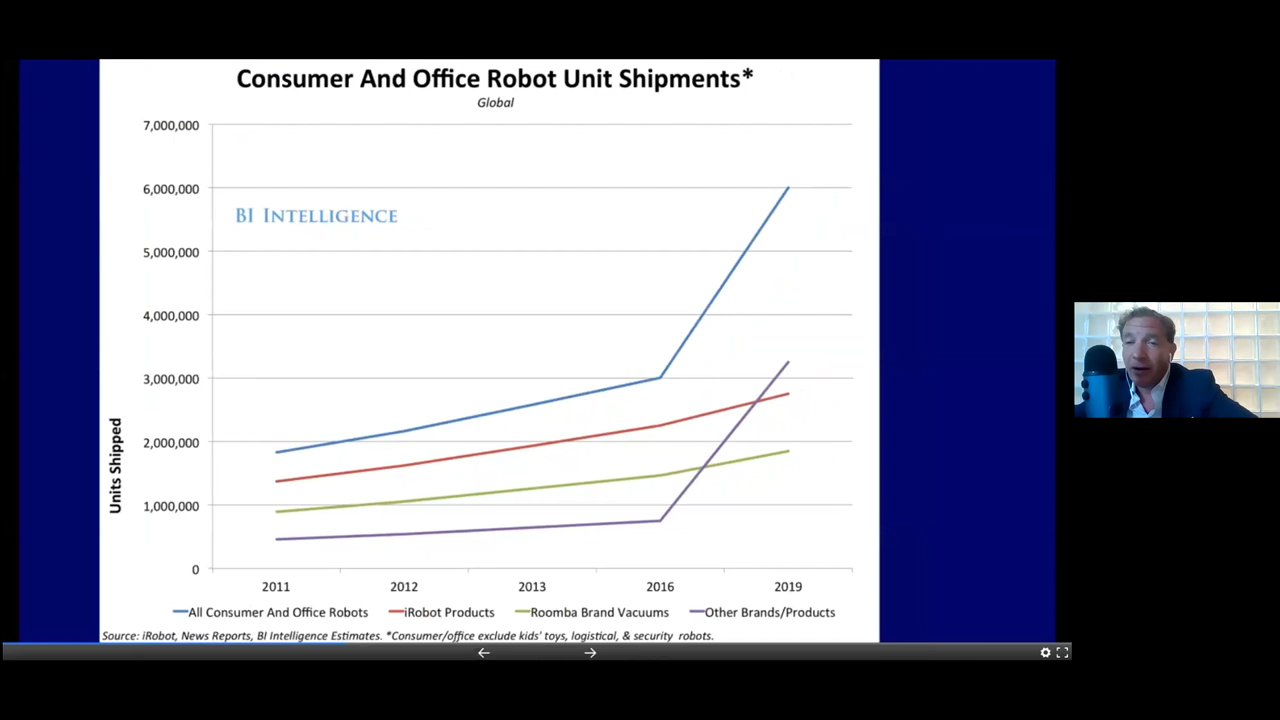 Consumer And Office Robot Unit Shipments*
Global
7,000,000
6,000,000
BI INTELLIGENCE
5,000,000
4,000,000
3,000,000
2,000,000
1,000,000
0
Units Shipped
2011 2012 2013 2016 2019
All Consumer And Office Robots iRobot Products Roomba Brand Vacuums Other Brands/Products
Source: iRobot, News Reports, BI Intelligence Estimates. *Consumer/office exclude kids' toys, logistical, & security robots.